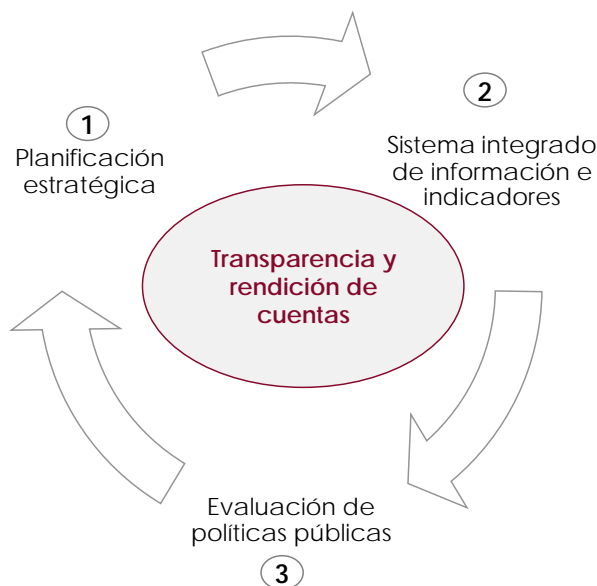 1
Planificación
estratégica
2
Sistema integrado
de información e
indicadores
Transparencia y
rendición de
cuentas
Evaluación de
políticas públicas
3